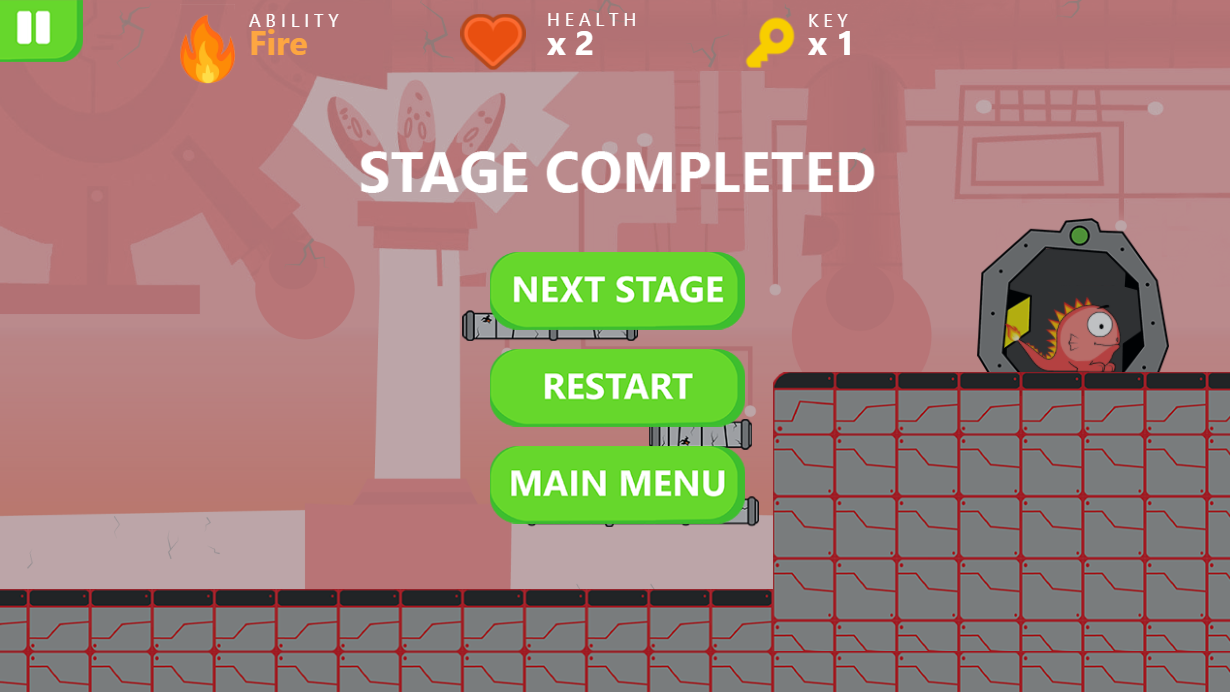 ABILITY
Fire
HEALTH
x 2
KEY
x 1
STAGE COMPLETED
NEXT STAGE
RESTART
MAIN MENU